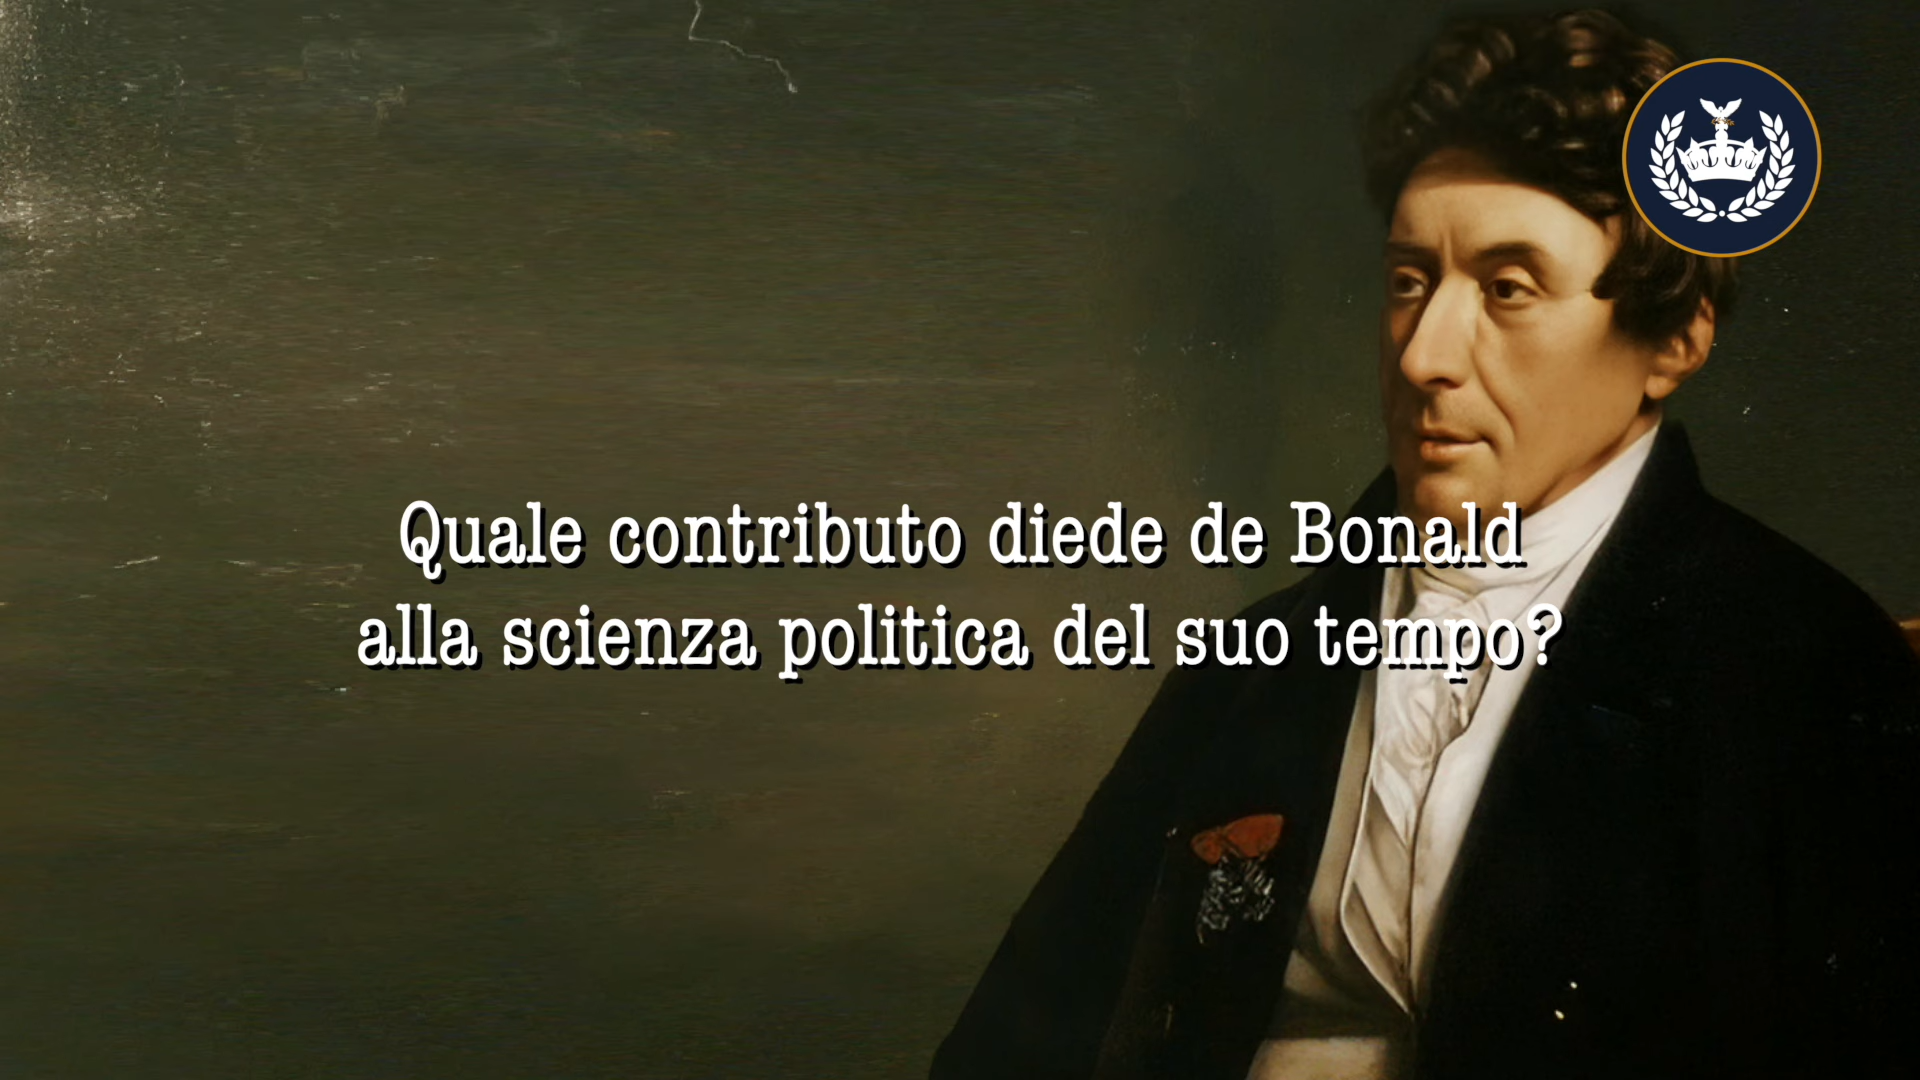 Quale contributo diede de Bonald
alla scienza politica del suo tempo?